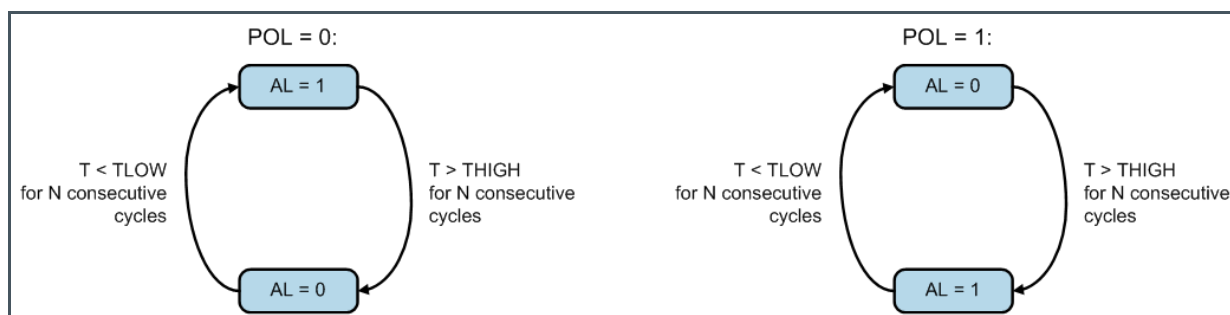 POL = 0:
AL = 1
T < TLOW
for N consecutive
cycles
T > THIGH
for N consecutive
cycles
AL = 0
POL = 1:
AL = 0
T < TLOW
for N consecutive
cycles
T > THIGH
for N consecutive
cycles
AL = 1